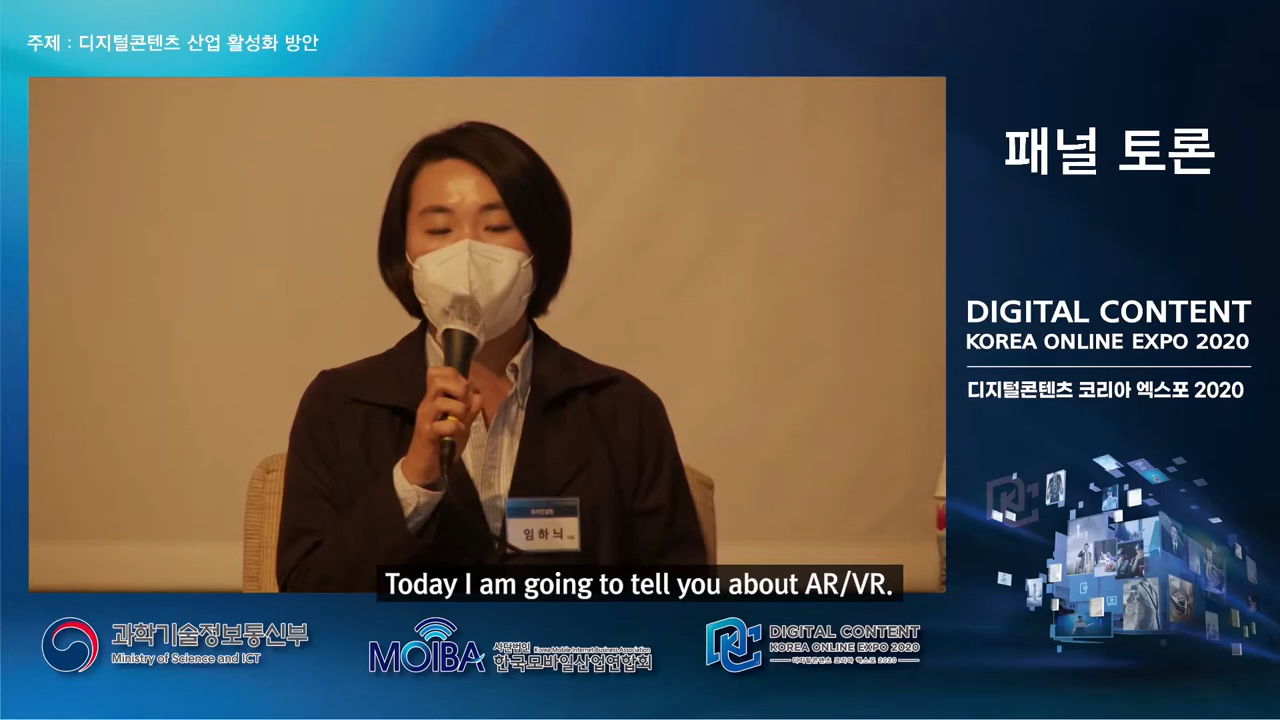 주제 : 디지털콘텐츠 산업 활성화 방안
패널 토론
DIGITAL CONTENT
KOREA ONLINE EXPO 2020
디지털콘텐츠 코리아 엑스포 2020
임하늬
Today I am going to tell you about AR/VR.
과학기술정보통신부
Ministry of Science and ICT
MOIBA
사단법인 Korea Mobile Internet Business Association
한국모바일산업연합회
DIGITAL CONTENT
KOREA ONLINE EXPO 2020
디지털콘텐츠 코리아 엑스포 2020